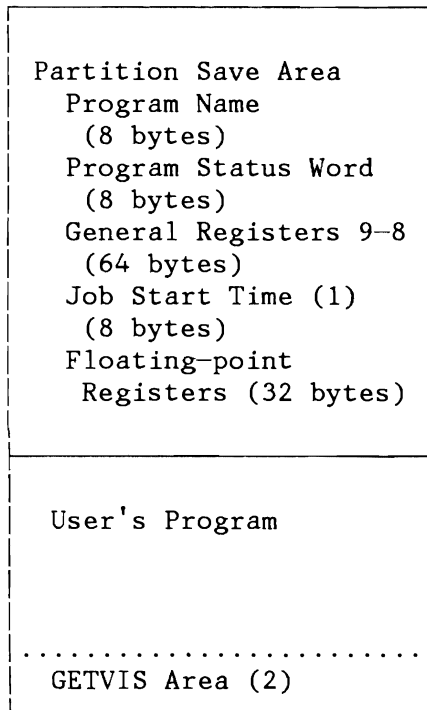 Partition Save Area
Program Name
(8 bytes)
Program Status Word
(8 bytes)
General Registers 9–8
(64 bytes)
Job Start Time (1)
(8 bytes)
Floating–point
Registers (32 bytes)
User's Program
. . . . . . . . . . . . . . . . . . . . . . . . .
GETVIS Area (2)